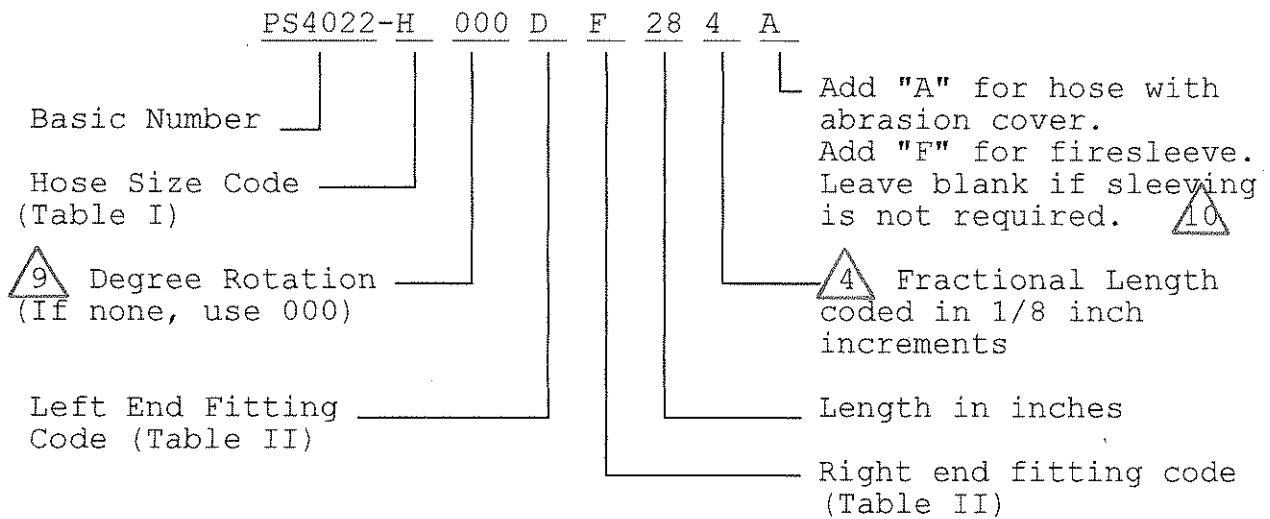 PS4022-H 000 D F 28 4 A
Basic Number
Hose Size Code
(Table I)
9 Degree Rotation
(If none, use 000)
Left End Fitting
Code (Table II)
Add "A" for hose with
abrasion cover.
Add "F" for firesleeve.
Leave blank if sleeving
is not required. 10
4 Fractional Length
coded in 1/8 inch
increments
Length in inches
Right end fitting code
(Table II)